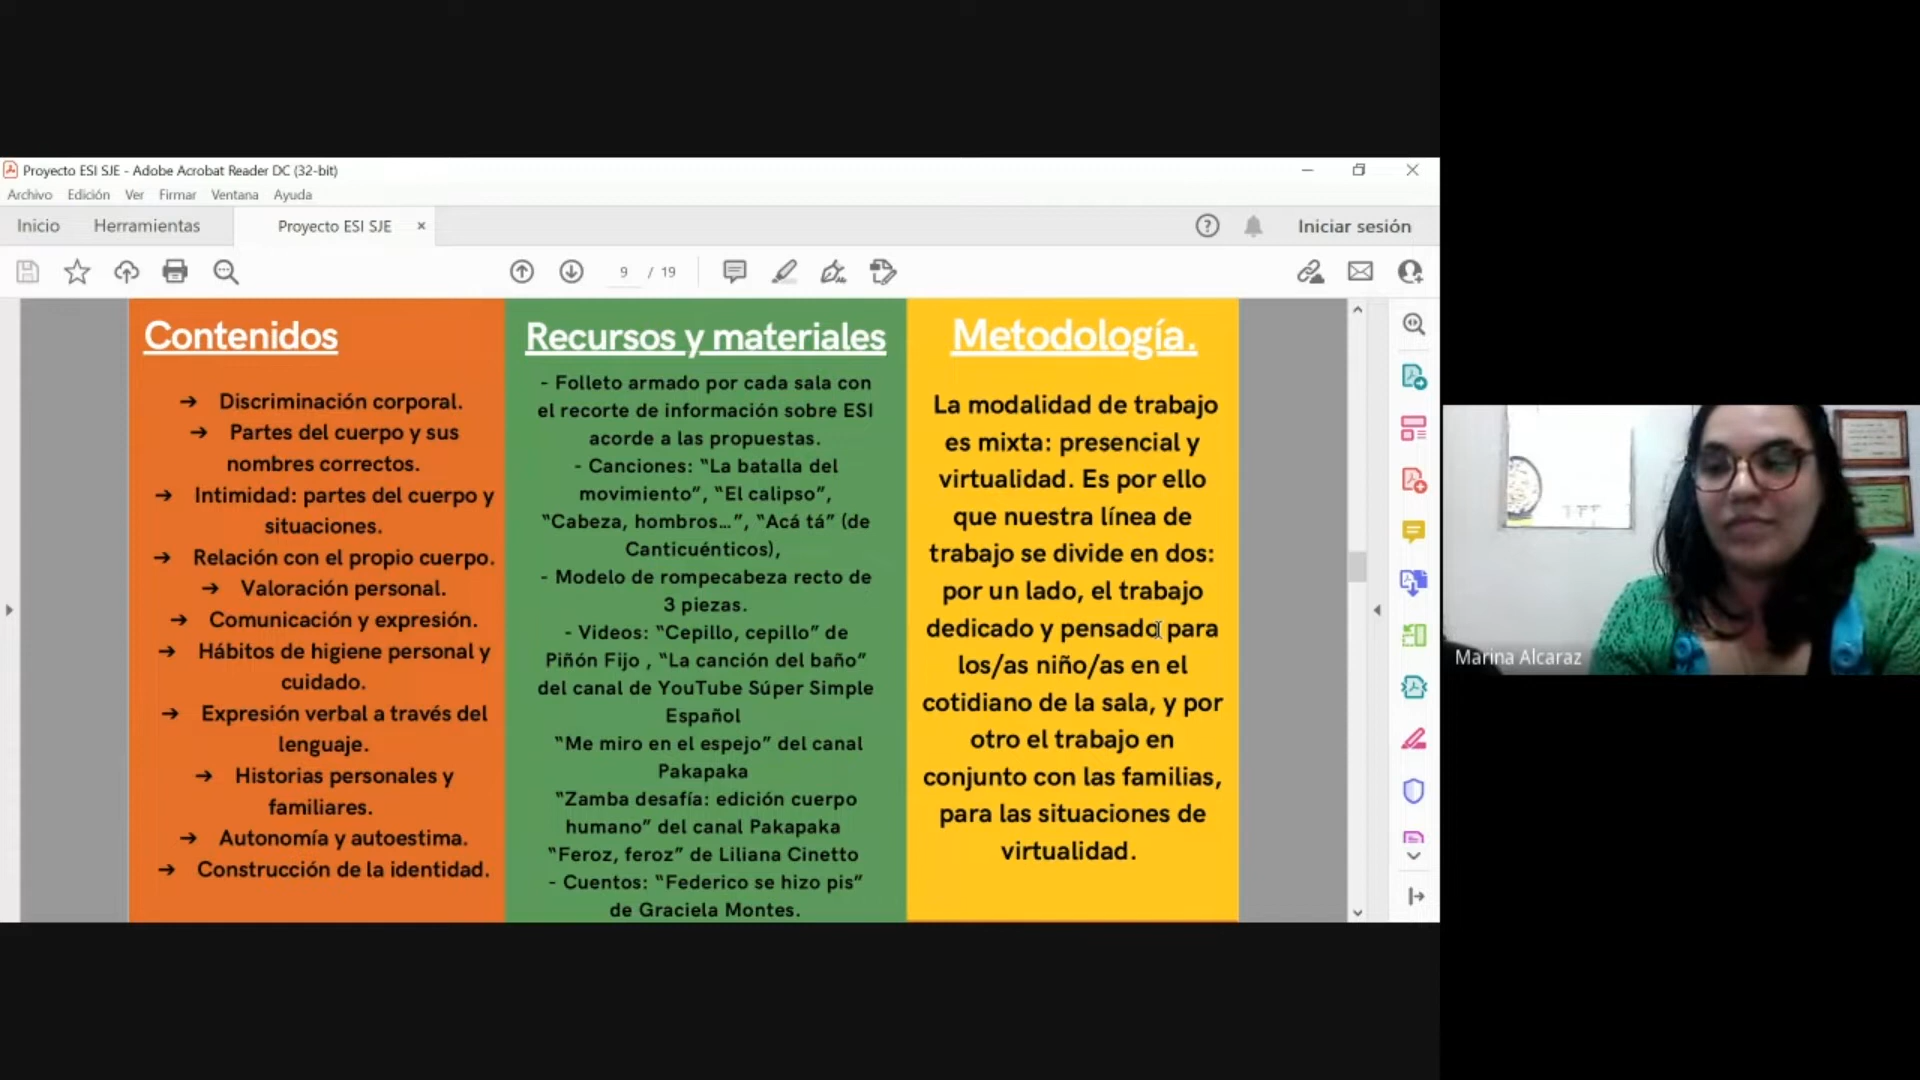 Proyecto ESI SJE - Adobe Acrobat Reader DC (32-bit)
Archivo Edición Ver Firmar Ventana Ayuda
Inicio Herramientas Proyecto ESI SJE × Iniciar sesión
9 / 19
Contenidos
➔ Discriminación corporal.
➔ Partes del cuerpo y sus
nombres correctos.
➔ Intimidad: partes del cuerpo y
situaciones.
➔ Relación con el propio cuerpo.
➔ Valoración personal.
➔ Comunicación y expresión.
➔ Hábitos de higiene personal y
cuidado.
➔ Expresión verbal a través del
lenguaje.
➔ Historias personales y
familiares.
➔ Autonomía y autoestima.
➔ Construcción de la identidad.
Recursos y materiales
- Folleto armado por cada sala con
el recorte de información sobre ESI
acorde a las propuestas.
- Canciones: “La batalla del
movimiento”, “El calipso”,
“Cabeza, hombros...”, “Acá tá” (de
Canticuénticos),
- Modelo de rompecabeza recto de
3 piezas.
- Videos: “Cepillo, cepillo” de
Piñón Fijo , “La canción del baño”
del canal de YouTube Súper Simple
Español
“Me miro en el espejo” del canal
Pakapaka
“Zamba desafía: edición cuerpo
humano” del canal Pakapaka
“Feroz, feroz” de Liliana Cinetto
- Cuentos: “Federico se hizo pis”
de Graciela Montes.
Metodología.
La modalidad de trabajo
es mixta: presencial y
virtualidad. Es por ello
que nuestra línea de
trabajo se divide en dos:
por un lado, el trabajo
dedicado y pensado para
los/as niño/as en el
cotidiano de la sala, y por
otro el trabajo en
conjunto con las familias,
para las situaciones de
virtualidad.
Marina Alcaraz